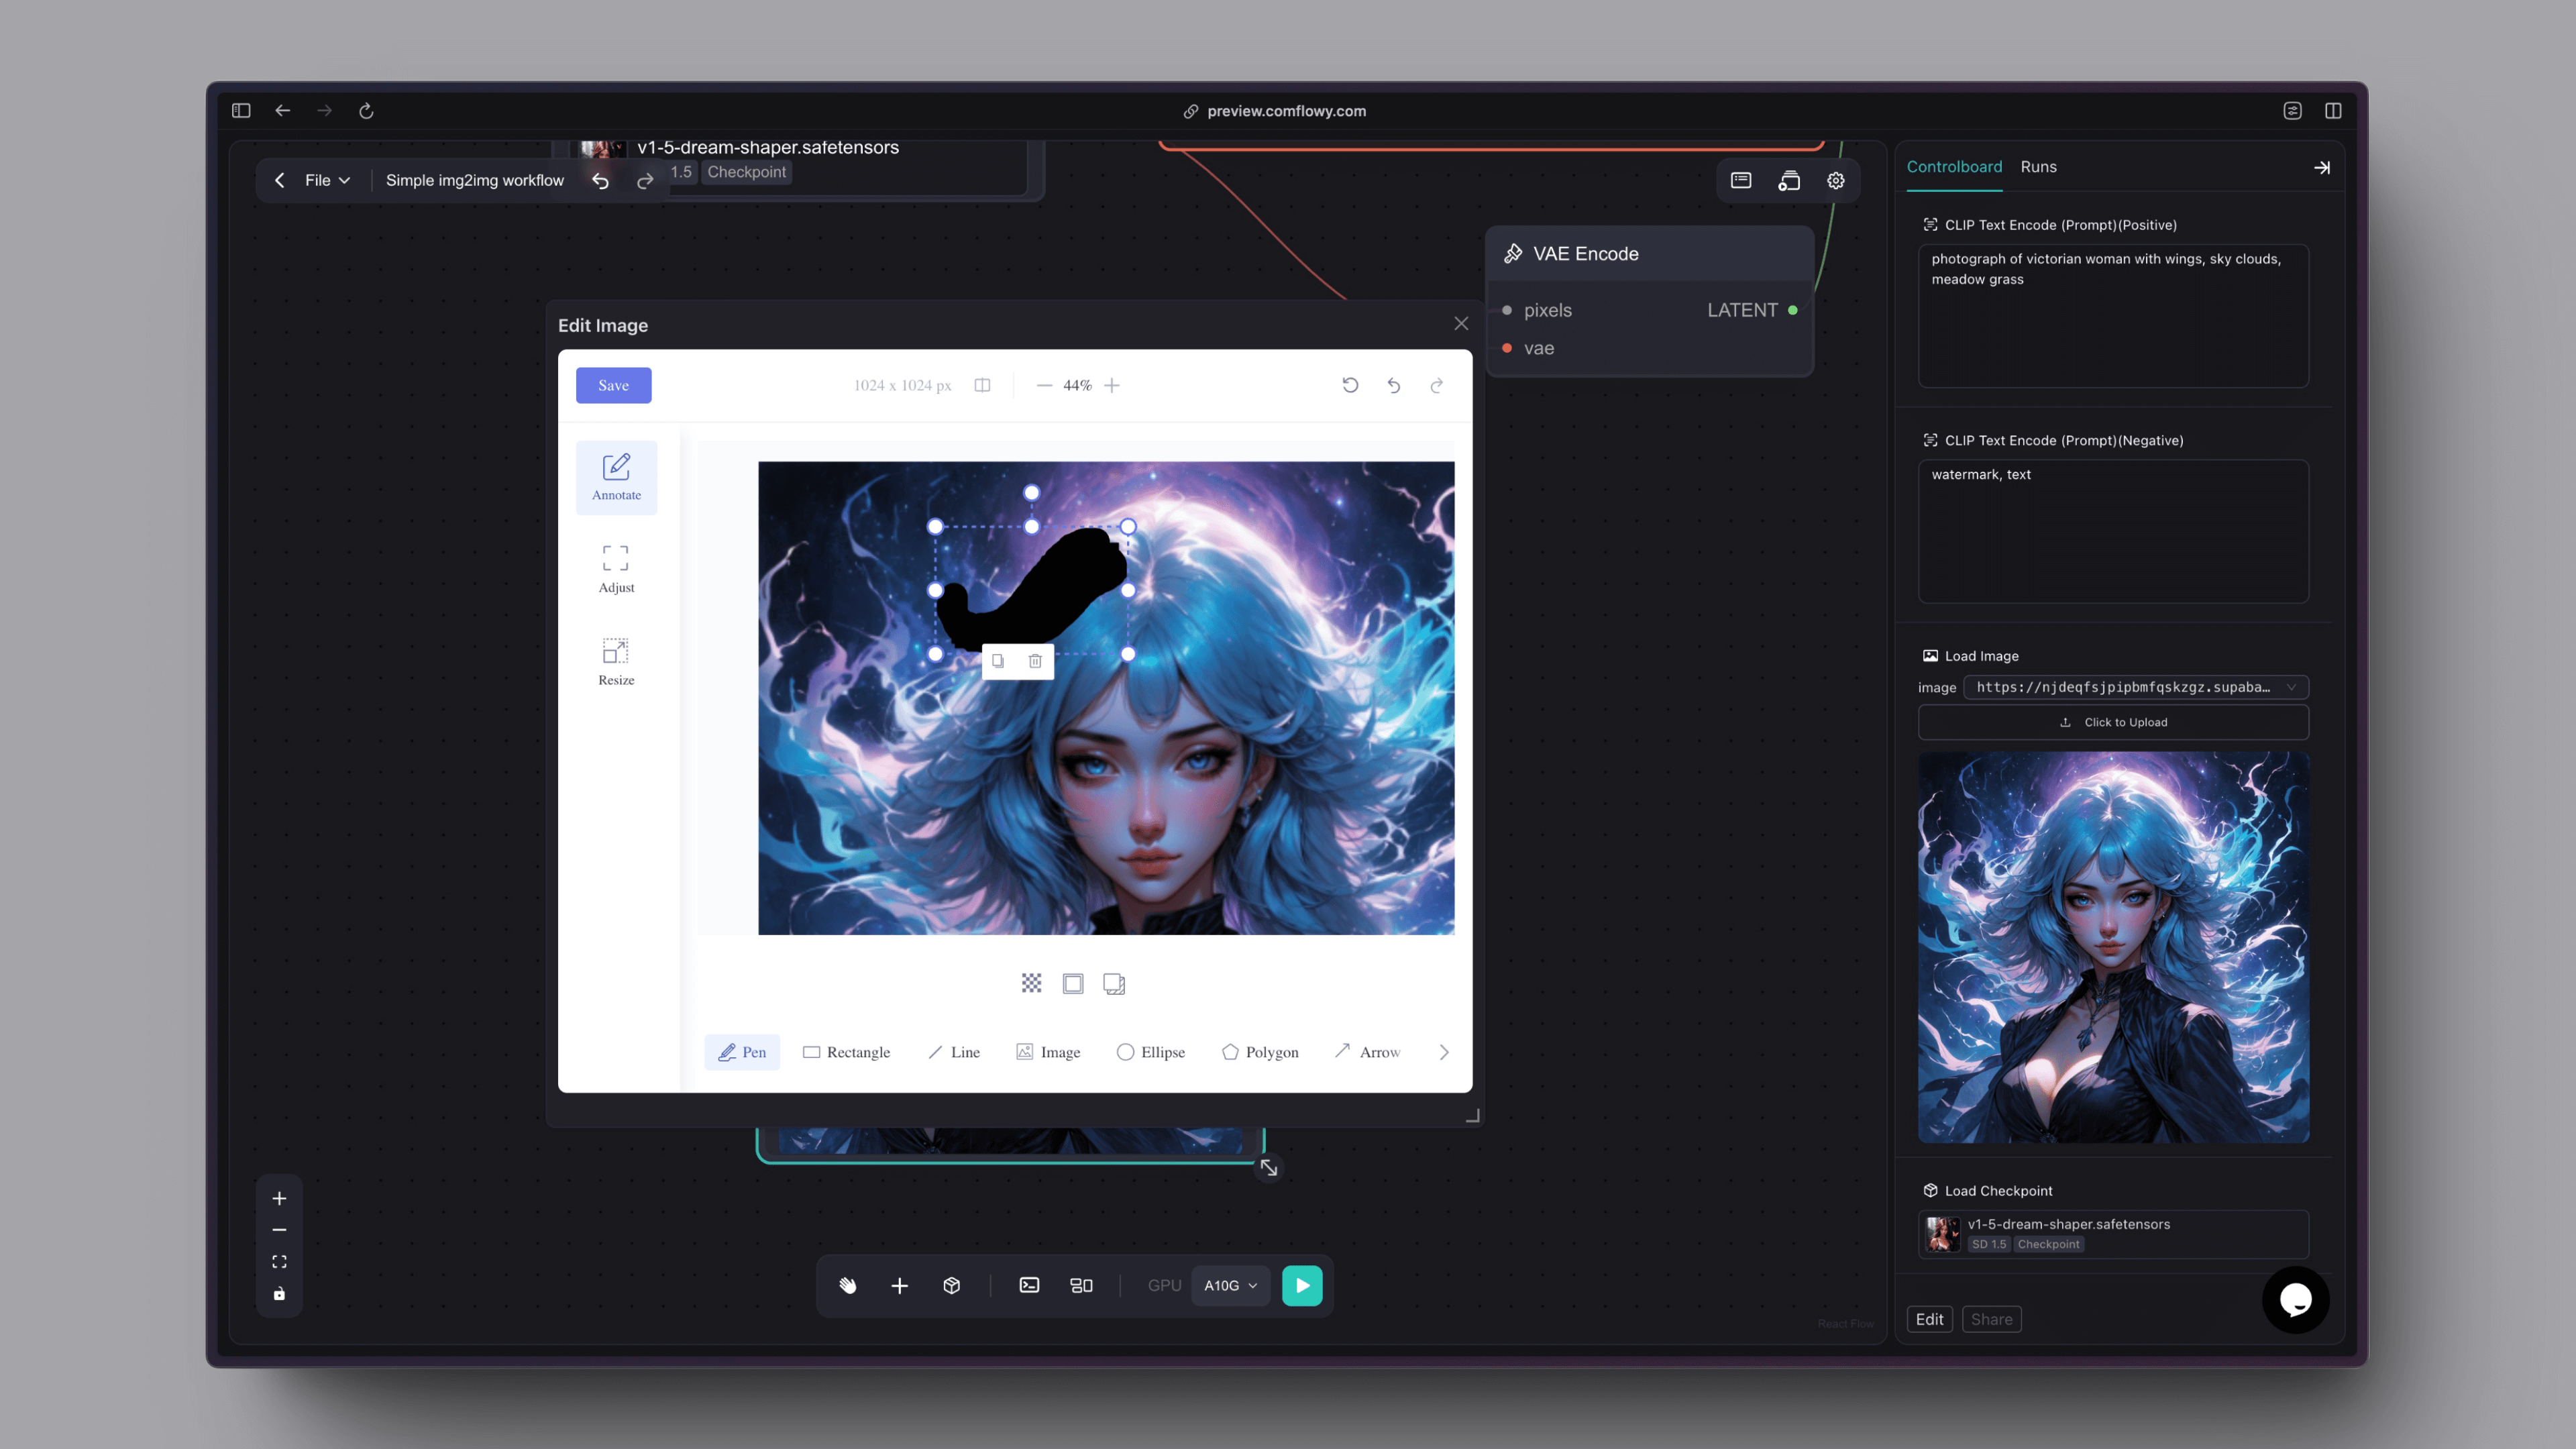 preview.comflowy.com
v1-5-dream-shaper.safetensors
1.5 Checkpoint
File
Simple img2img workflow
VAE Encode
pixels
LATENT
vae
Edit Image
Save
1024 x 1024 px
44%
Annotate
Adjust
Resize
Pen
Rectangle
Line
Image
Ellipse
Polygon
Arrow
GPU
A10G
React Flow
Controlboard
Runs
CLIP Text Encode (Prompt)(Positive)
photograph of victorian woman with wings, sky clouds,
meadow grass
CLIP Text Encode (Prompt)(Negative)
watermark, text
Load Image
image https://njdeqfsjpipbmfqskzgz.supaba…
Click to Upload
Load Checkpoint
v1-5-dream-shaper.safetensors
SD 1.5 Checkpoint
Edit
Share